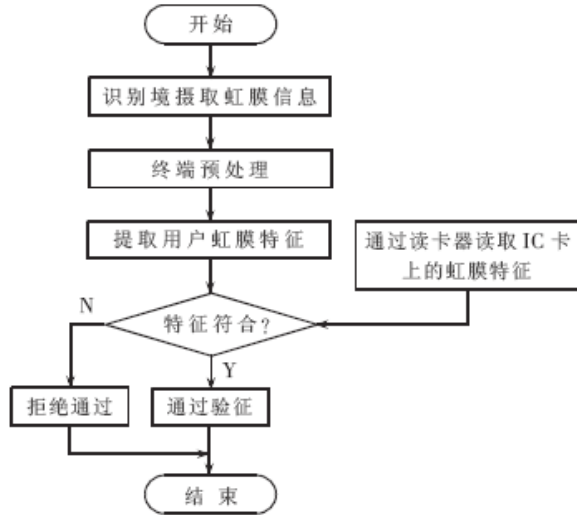 开始
识别境摄取虹膜信息
终端预处理
提取用户虹膜特征
通过读卡器读取IC卡
上的虹膜特征
N
特征符合?
Y
拒绝通过
通过验征
结 束